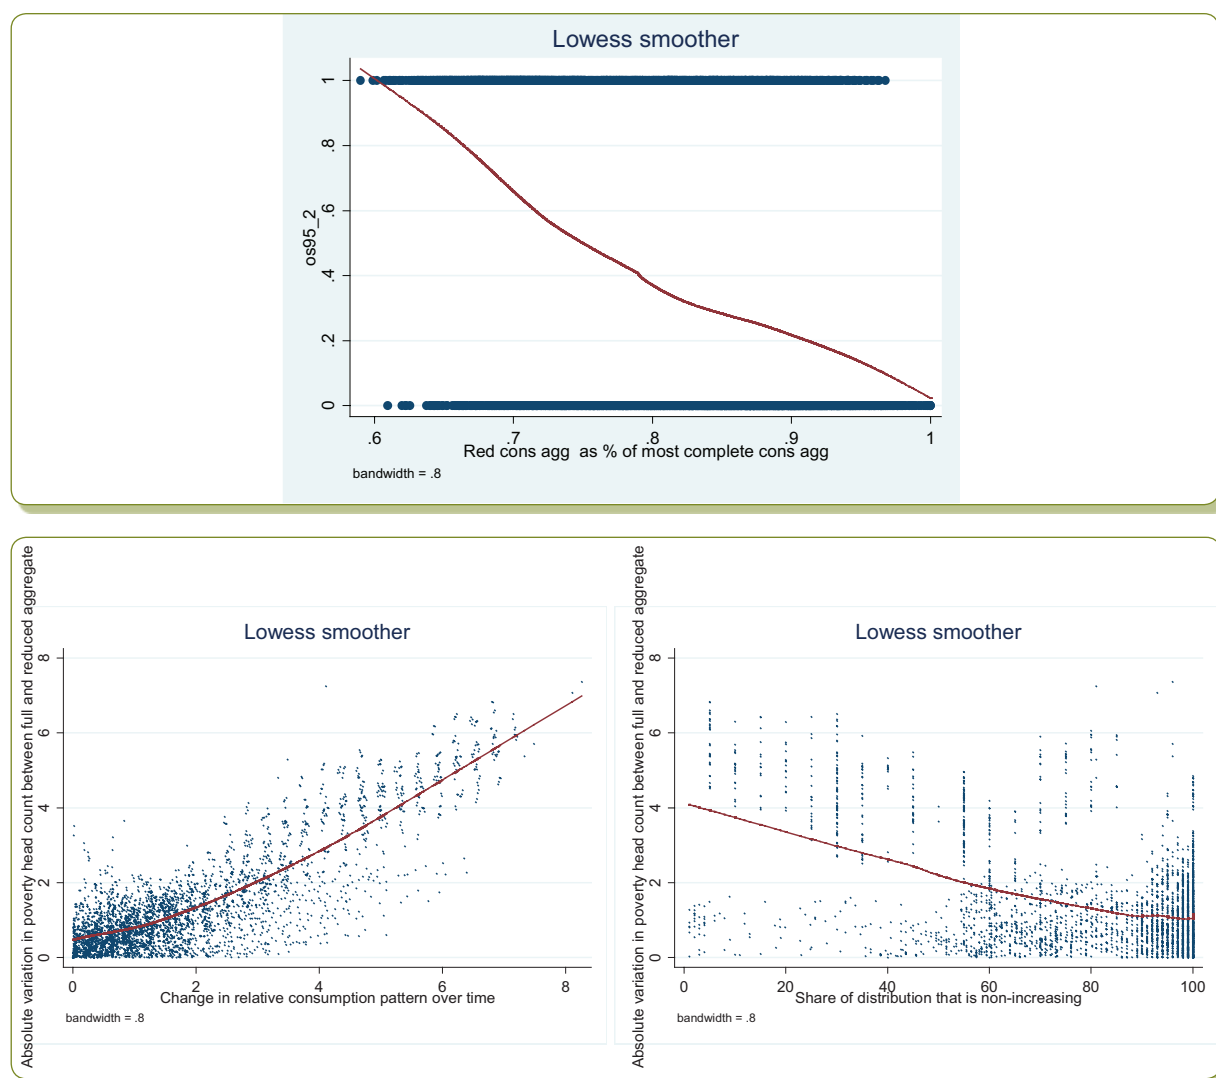 Lowess smoother
1
.8
.6
.4
.2
0
os95_2
.6 .7 .8 .9 1
Red cons agg as % of most complete cons agg
bandwidth = .8
Absolute variation in poverty head count between full and reduced aggregate
Lowess smoother
8
6
4
2
0
0 2 4 6 8
Change in relative consumption pattern over time
bandwidth = .8
Absolute variation in poverty head count between full and reduced aggregate
Lowess smoother
8
6
4
2
0
0 20 40 60 80 100
Share of distribution that is non-increasing
bandwidth = .8